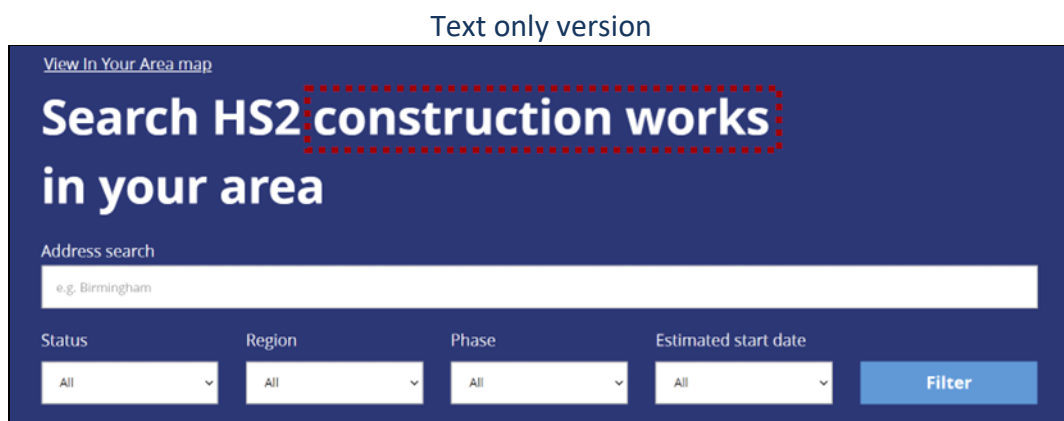 Text only version
View In Your Area map
Search HS2 construction works
in your area
Address search
e.g. Birmingham
Status Region Phase Estimated start date
All All All All Filter